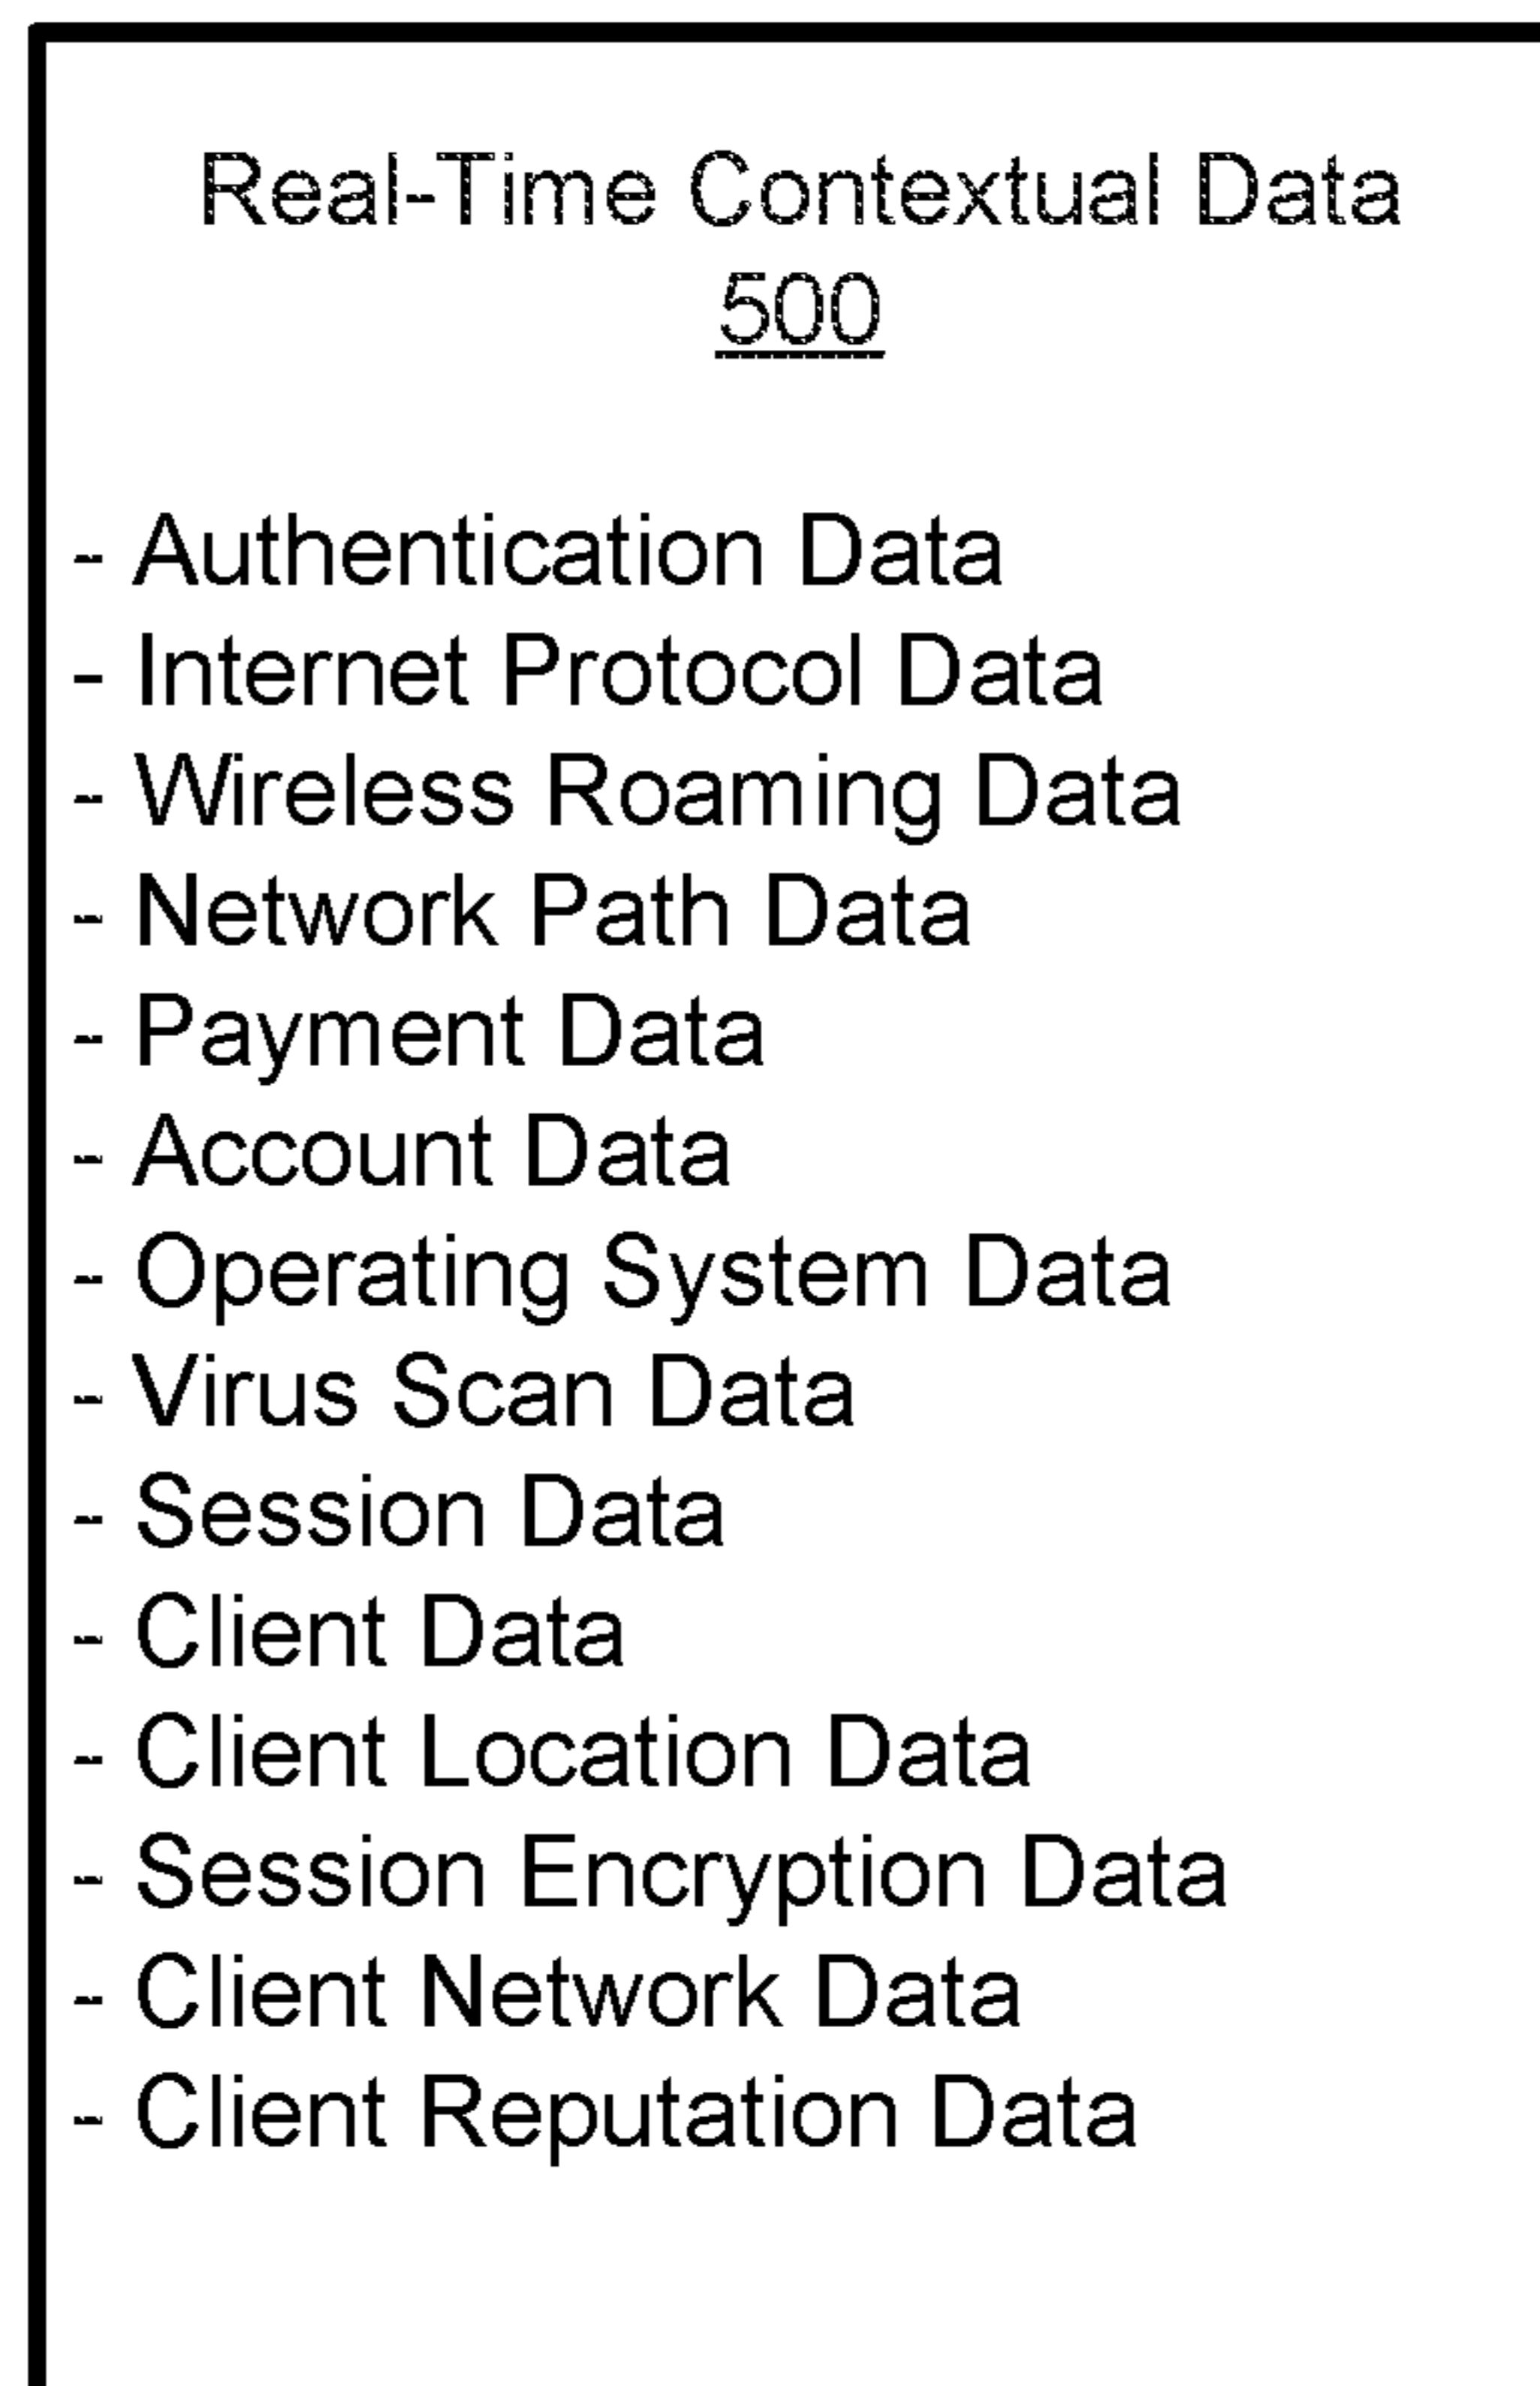 Real-Time Contextual Data
500
- Authentication Data
- Internet Protocol Data
- Wireless Roaming Data
- Network Path Data
- Payment Data
- Account Data
- Operating System Data
- Virus Scan Data
- Session Data
- Client Data
- Client Location Data
- Session Encryption Data
- Client Network Data
- Client Reputation Data